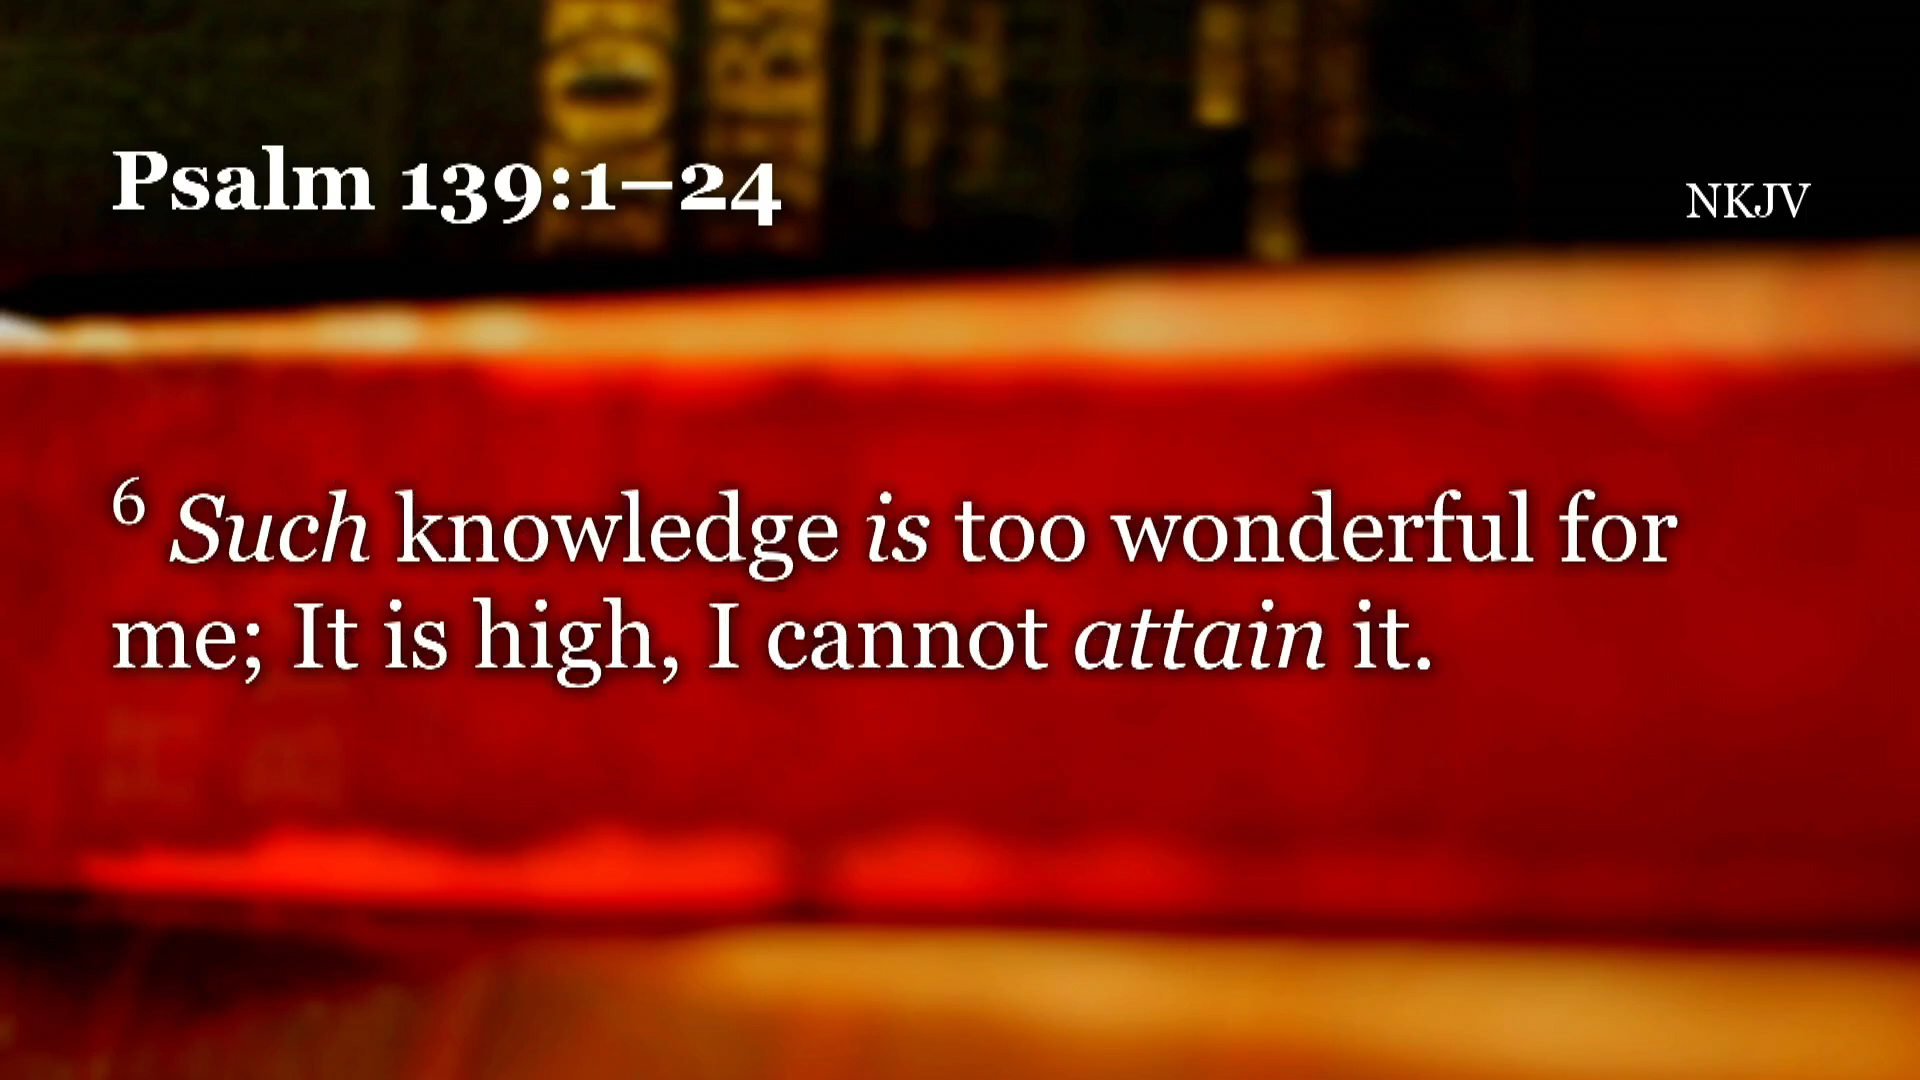 Psalm 139:1–24
NKJV
6 Such knowledge is too wonderful for
me; It is high, I cannot attain it.